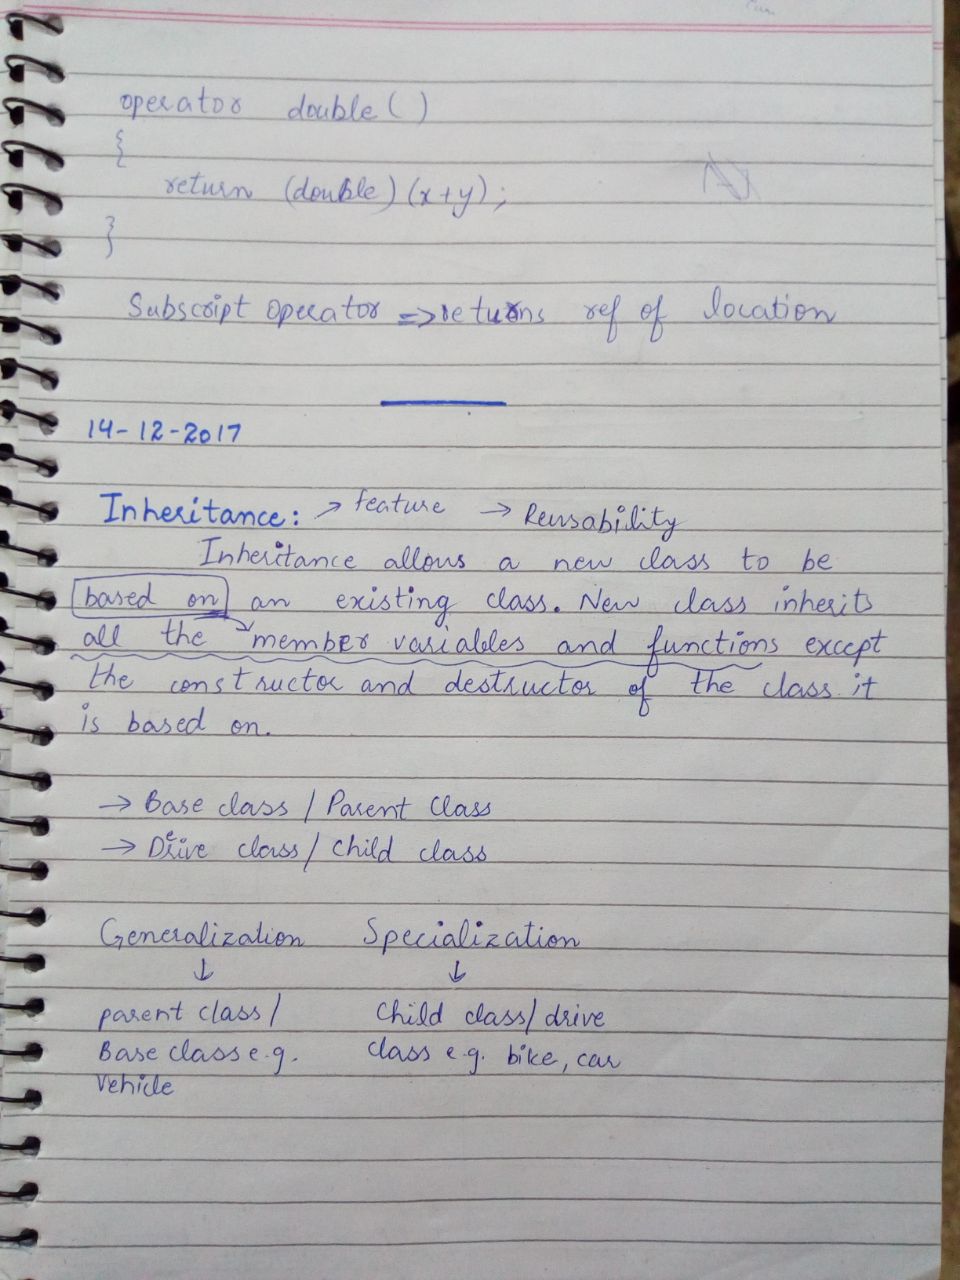 operator double()
{
return (double)(x+y);
}
Subscript operator => returns ref of location
14-12-2017
Inheritance: → feature → Reusability
Inheritance allows a new class to be
based on an existing class. New class inherits
all the member variables and functions except
the constructor and destructor of the class it
is based on.
→ Base class / Parent Class
→ Derive class / Child class
Generalization Specialization
↓ ↓
parent class / Child class/ drive
Base class e.g. class e.g. bike, car
Vehicle